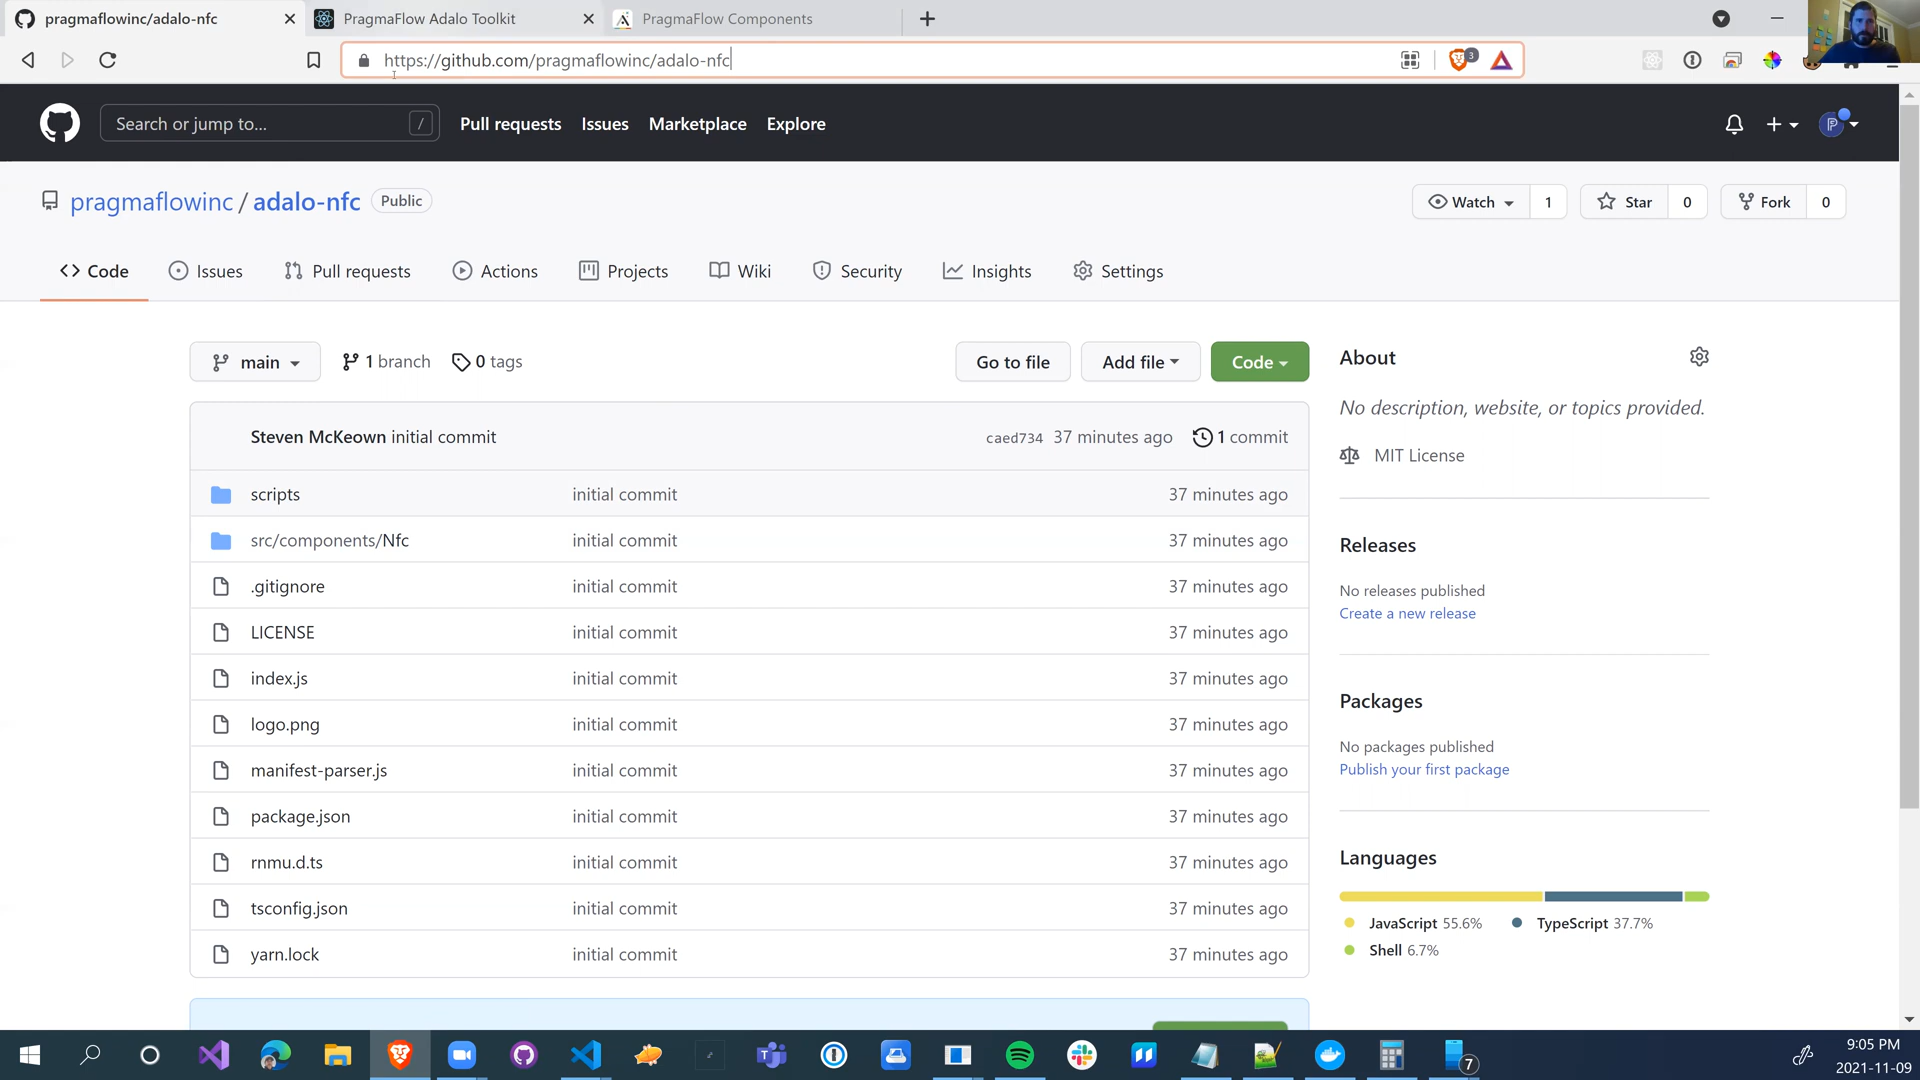 pragmaflowinc/adalo-nfc
PragmaFlow Adalo Toolkit
PragmaFlow Components
https://github.com/pragmaflowinc/adalo-nfc
3
Search or jump to... /
Pull requests Issues Marketplace Explore
P
pragmaflowinc / adalo-nfc Public
Watch 1 Star 0 Fork 0
Code Issues Pull requests Actions Projects Wiki Security Insights Settings
main 1 branch 0 tags
Go to file Add file Code
Steven McKeown initial commit caed734 37 minutes ago 1 commit
scripts initial commit 37 minutes ago
src/components/Nfc initial commit 37 minutes ago
.gitignore initial commit 37 minutes ago
LICENSE initial commit 37 minutes ago
index.js initial commit 37 minutes ago
logo.png initial commit 37 minutes ago
manifest-parser.js initial commit 37 minutes ago
package.json initial commit 37 minutes ago
rnmu.d.ts initial commit 37 minutes ago
tsconfig.json initial commit 37 minutes ago
yarn.lock initial commit 37 minutes ago
About
No description, website, or topics provided.
MIT License
Releases
No releases published
Create a new release
Packages
No packages published
Publish your first package
Languages
JavaScript 55.6% TypeScript 37.7%
Shell 6.7%
7
9:05 PM
2021-11-09